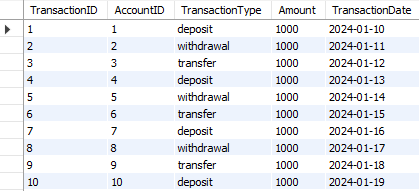 TransactionID AccountID TransactionType Amount TransactionDate
1 1 deposit 1000 2024-01-10
2 2 withdrawal 1000 2024-01-11
3 3 transfer 1000 2024-01-12
4 4 deposit 1000 2024-01-13
5 5 withdrawal 1000 2024-01-14
6 6 transfer 1000 2024-01-15
7 7 deposit 1000 2024-01-16
8 8 withdrawal 1000 2024-01-17
9 9 transfer 1000 2024-01-18
10 10 deposit 1000 2024-01-19